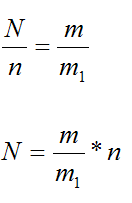 N/n = m/m₁
N = m/m₁ * n